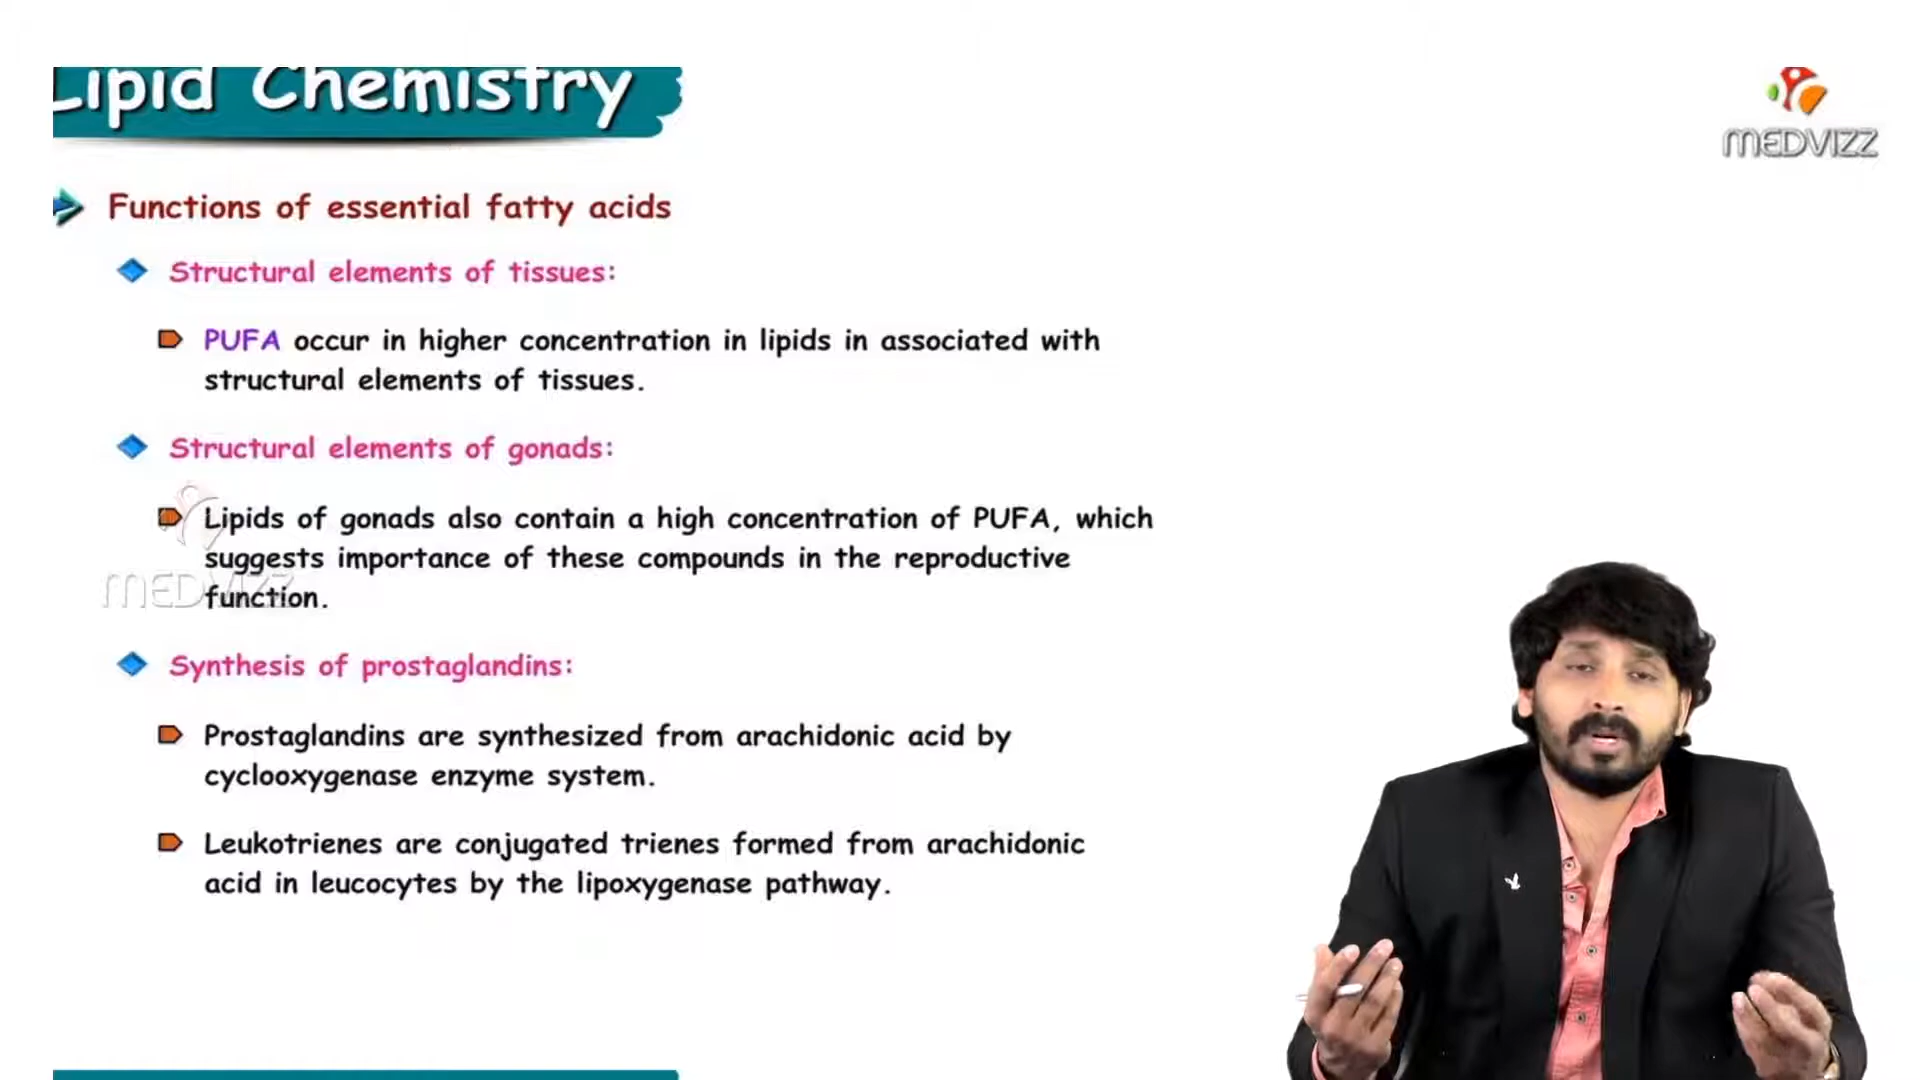 Lipid Chemistry
MEDVIZZ
Functions of essential fatty acids
Structural elements of tissues:
PUFA occur in higher concentration in lipids in associated with
structural elements of tissues.
Structural elements of gonads:
Lipids of gonads also contain a high concentration of PUFA, which
suggests importance of these compounds in the reproductive
MEDVIZZ
function.
Synthesis of prostaglandins:
Prostaglandins are synthesized from arachidonic acid by
cyclooxygenase enzyme system.
Leukotrienes are conjugated trienes formed from arachidonic
acid in leucocytes by the lipoxygenase pathway.